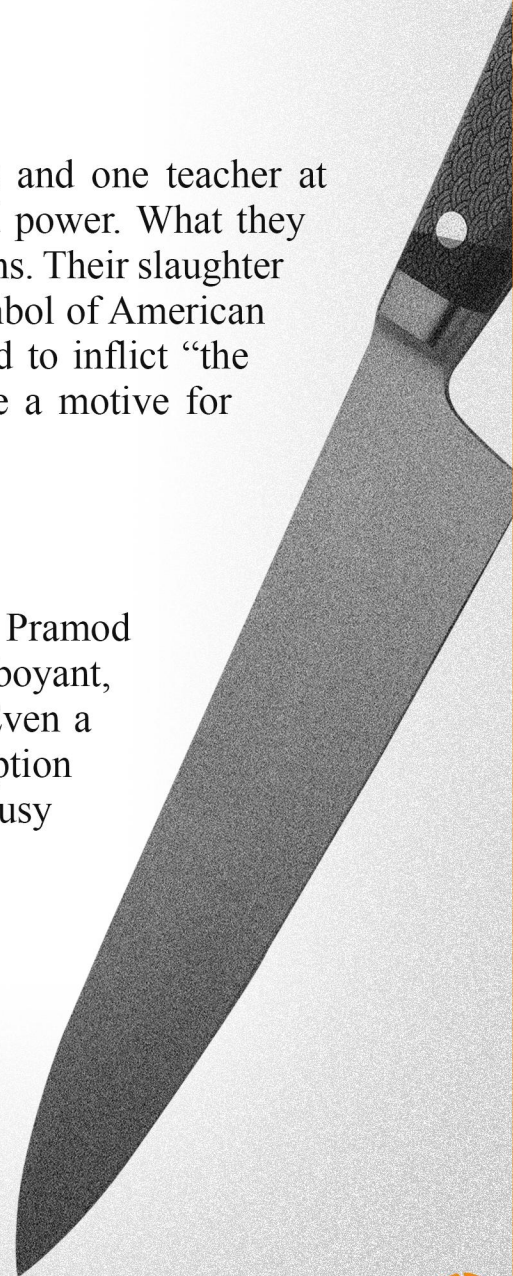 and one teacher at
power. What they
ns. Their slaughter
bol of American
to inflict “the
a motive for
Pramod
boyant,
ven a
ption
usy